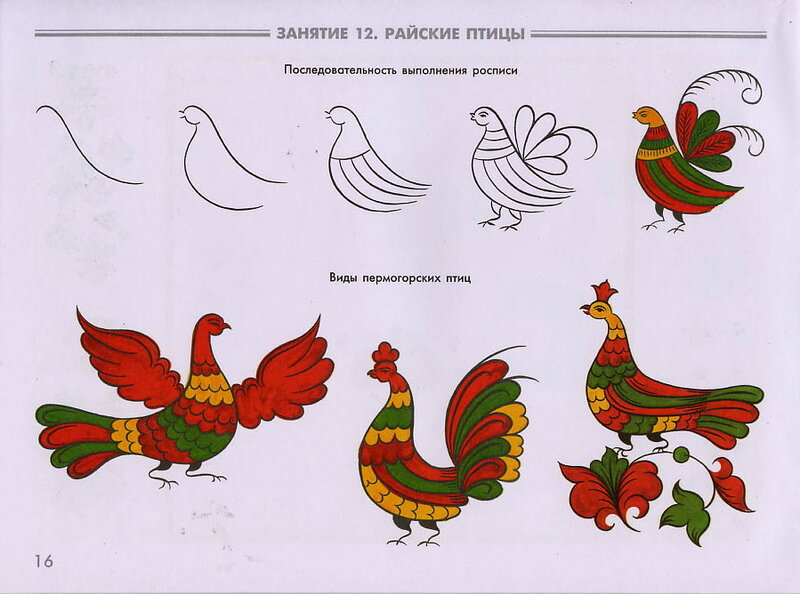 ЗАНЯТИЕ 12. РАЙСКИЕ ПТИЦЫ
Последовательность выполнения росписи
Виды пермогорских птиц
16